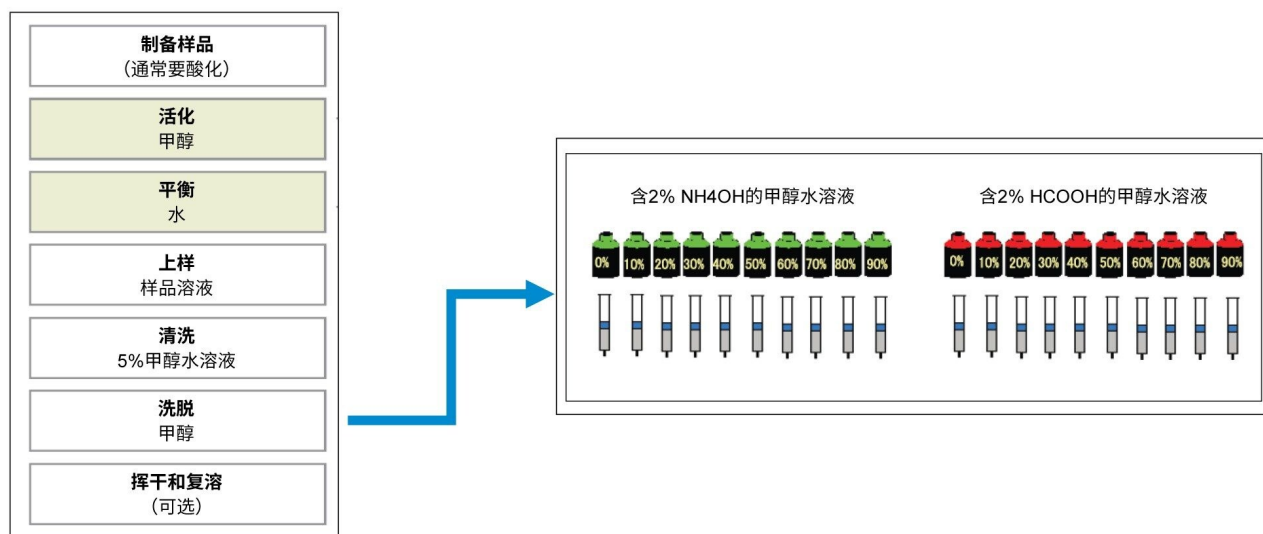 制备样品
（通常要酸化）
活化
甲醇
平衡
水
上样
样品溶液
清洗
5%甲醇水溶液
洗脱
甲醇
挥干和复溶
（可选）
含2% NH4OH的甲醇水溶液
0% 10% 20% 30% 40% 50% 60% 70% 80% 90%
含2% HCOOH的甲醇水溶液
0% 10% 20% 30% 40% 50% 60% 70% 80% 90%